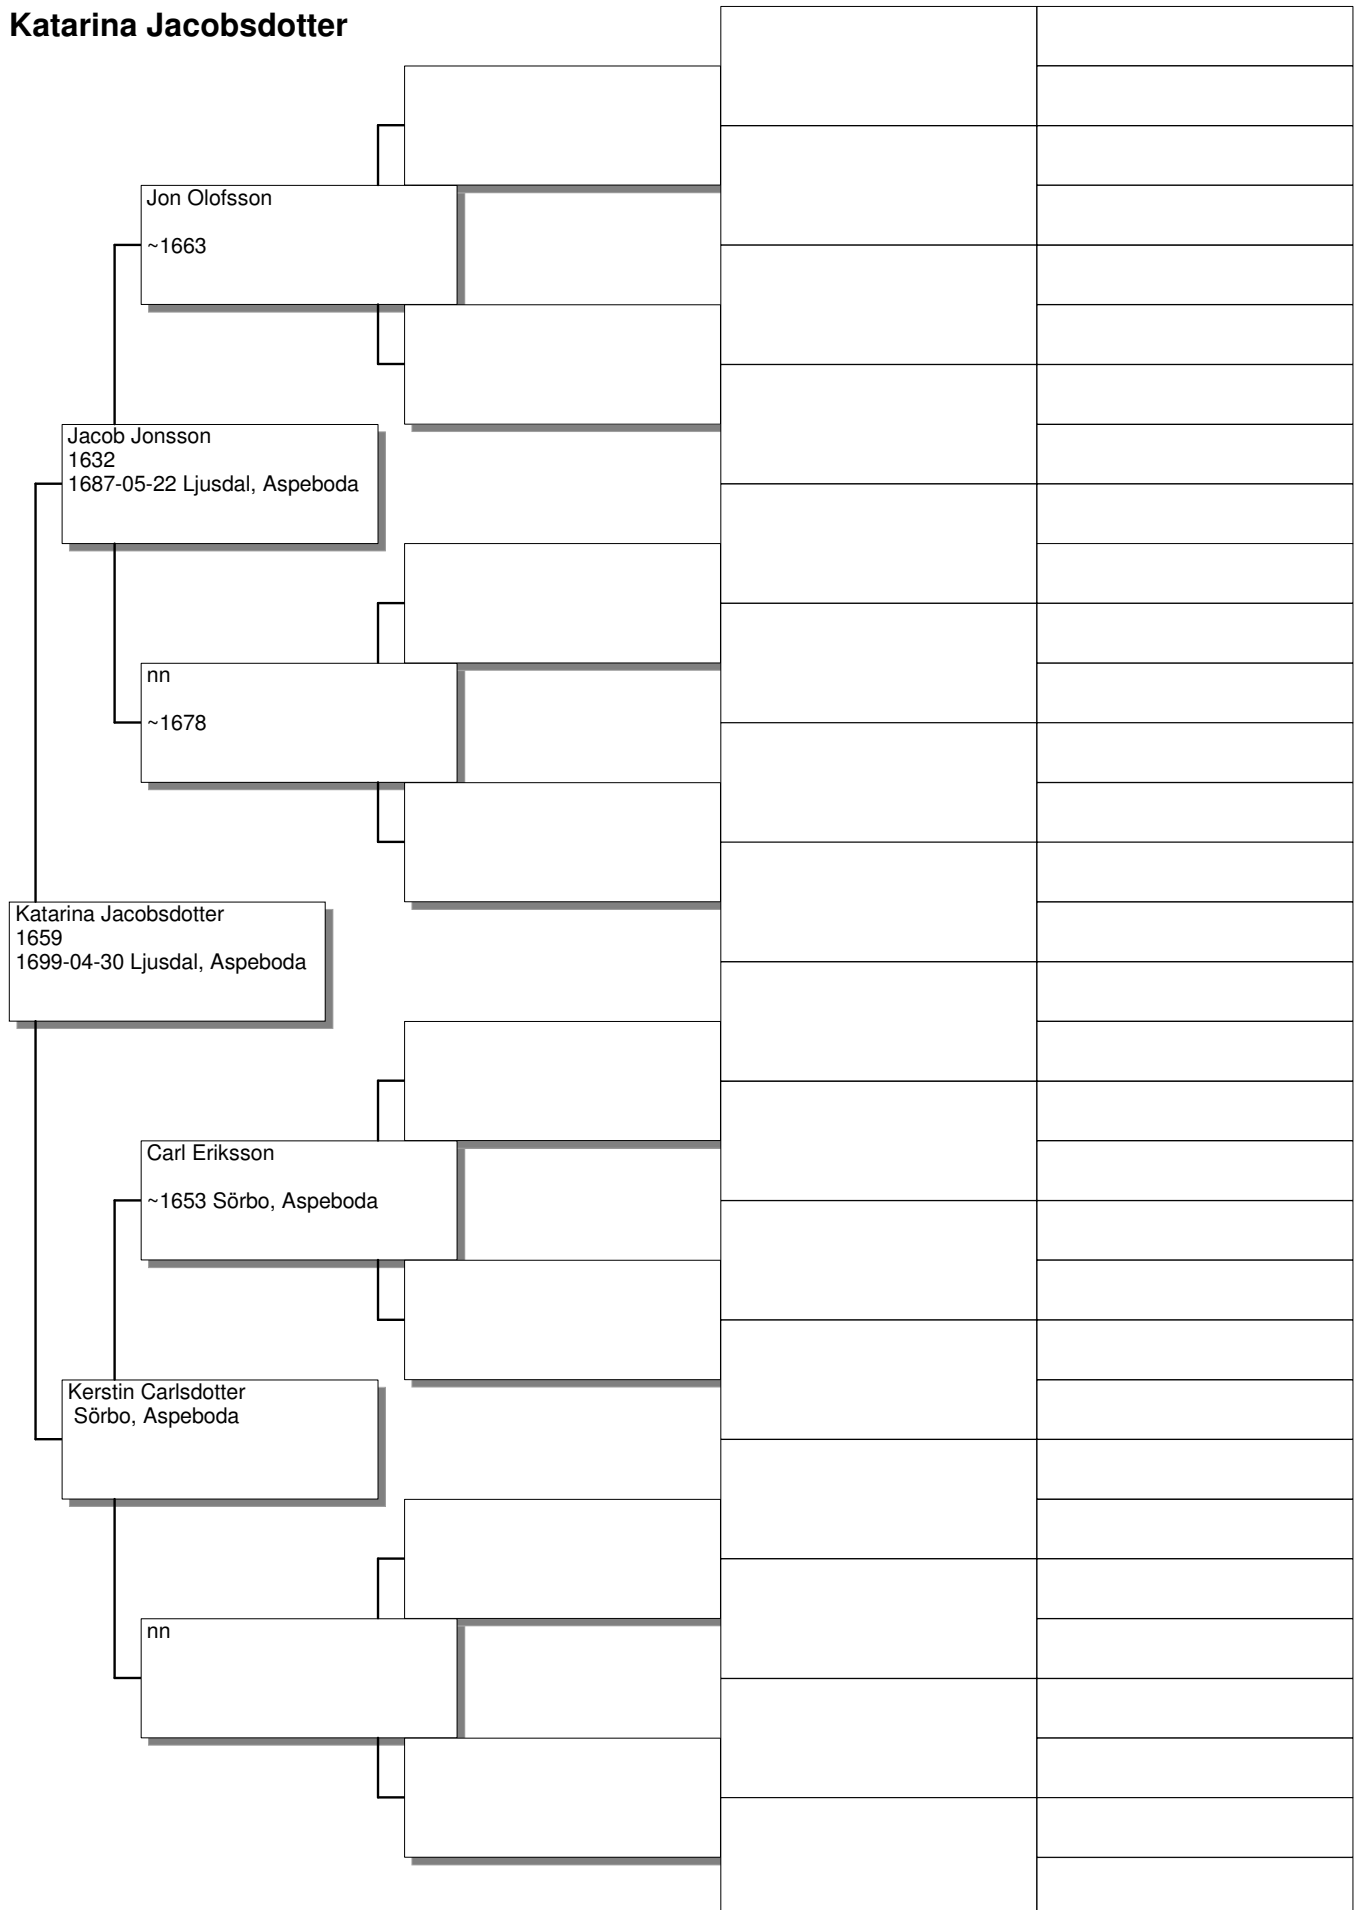 Katarina Jacobsdotter
Jon Olofsson
~1663
Jacob Jonsson
1632
1687-05-22 Ljusdal, Aspeboda
nn
~1678
Katarina Jacobsdotter
1659
1699-04-30 Ljusdal, Aspeboda
Carl Eriksson
~1653 Sörbo, Aspeboda
Kerstin Carlsdotter
Sörbo, Aspeboda
nn